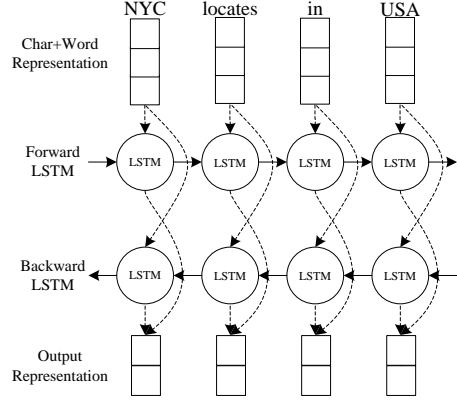 NYC locates in USA
Char+Word
Representation
Forward
LSTM
LSTM LSTM LSTM LSTM
Backward
LSTM
LSTM LSTM LSTM LSTM
Output
Representation